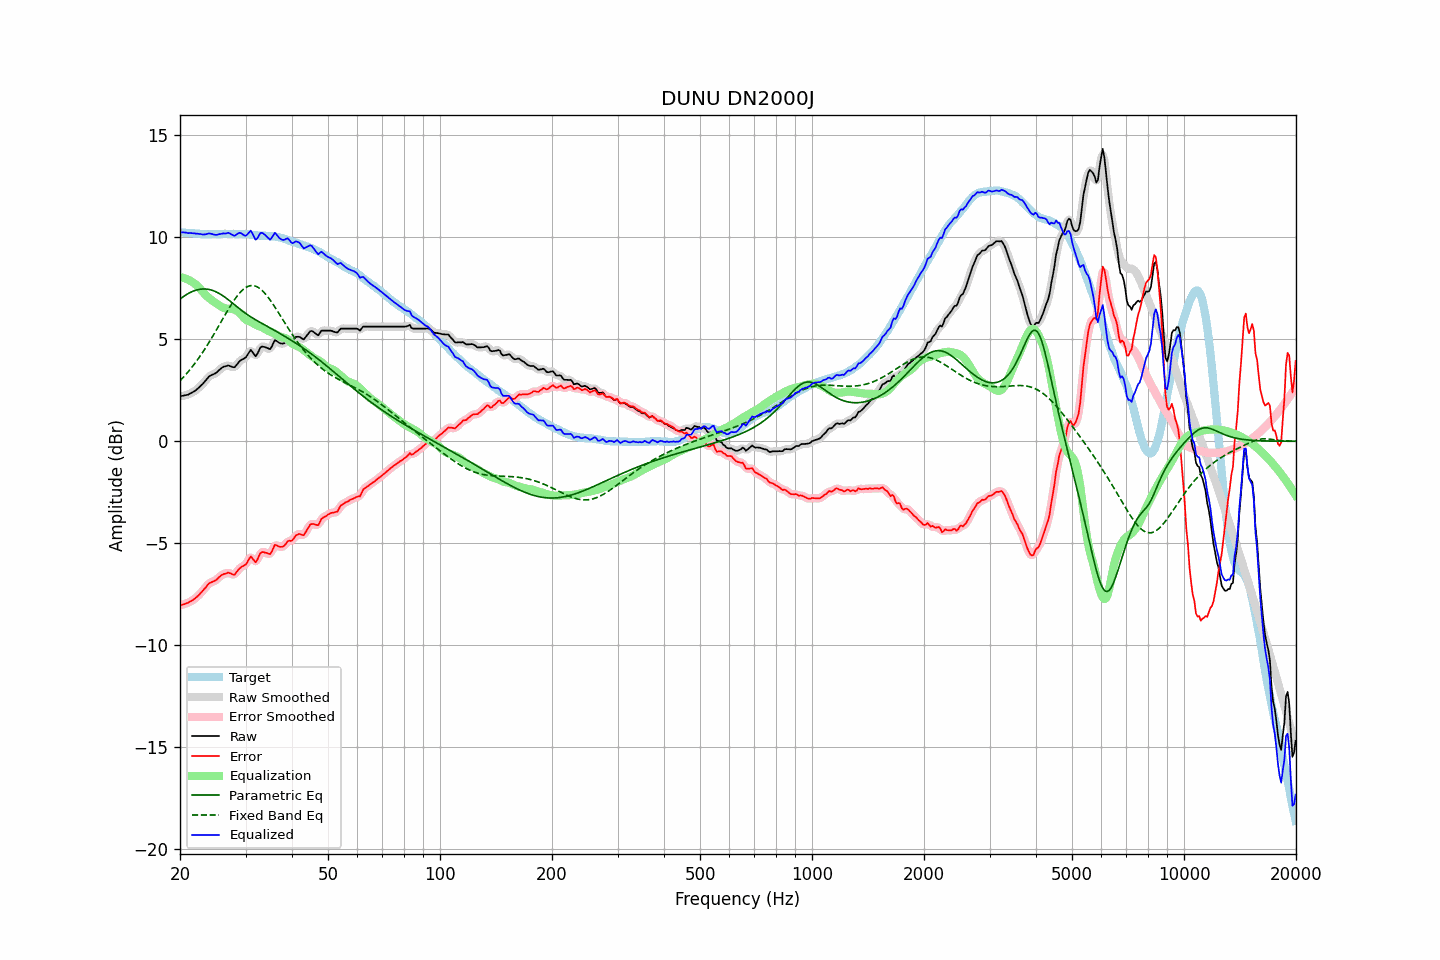 DUNU DN2000J
15
10
5
0
−5
−10
−15
−20
Amplitude (dBr)
Target
Raw Smoothed
Error Smoothed
Raw
Error
Equalization
Parametric Eq
Fixed Band Eq
Equalized
20 50 100 200 500 1000 2000 5000 10000 20000
Frequency (Hz)